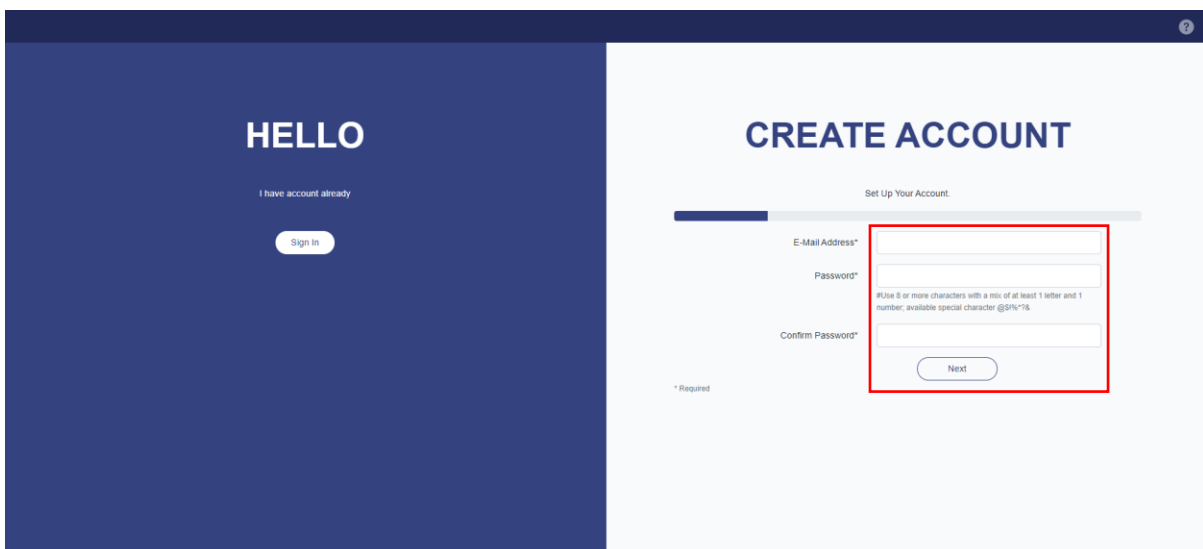 ?
HELLO
I have account already
Sign In
CREATE ACCOUNT
Set Up Your Account.
E-Mail Address*
Password*
#Use 8 or more characters with a mix of at least 1 letter and 1
number; available special character @$!%*?&
Confirm Password*
Next
* Required